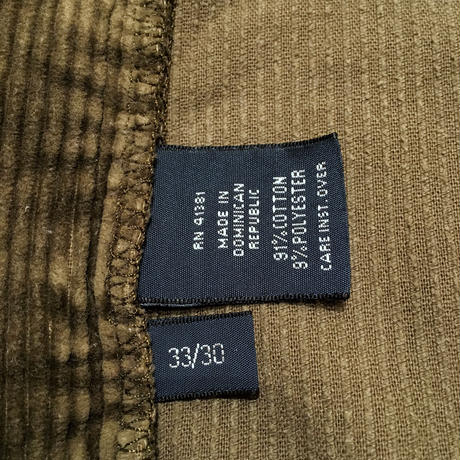 RN 41381
MADE IN
DOMINICAN
REPUBLIC
91% COTTON
9% POLYESTER
CARE INST. OVER
33/30